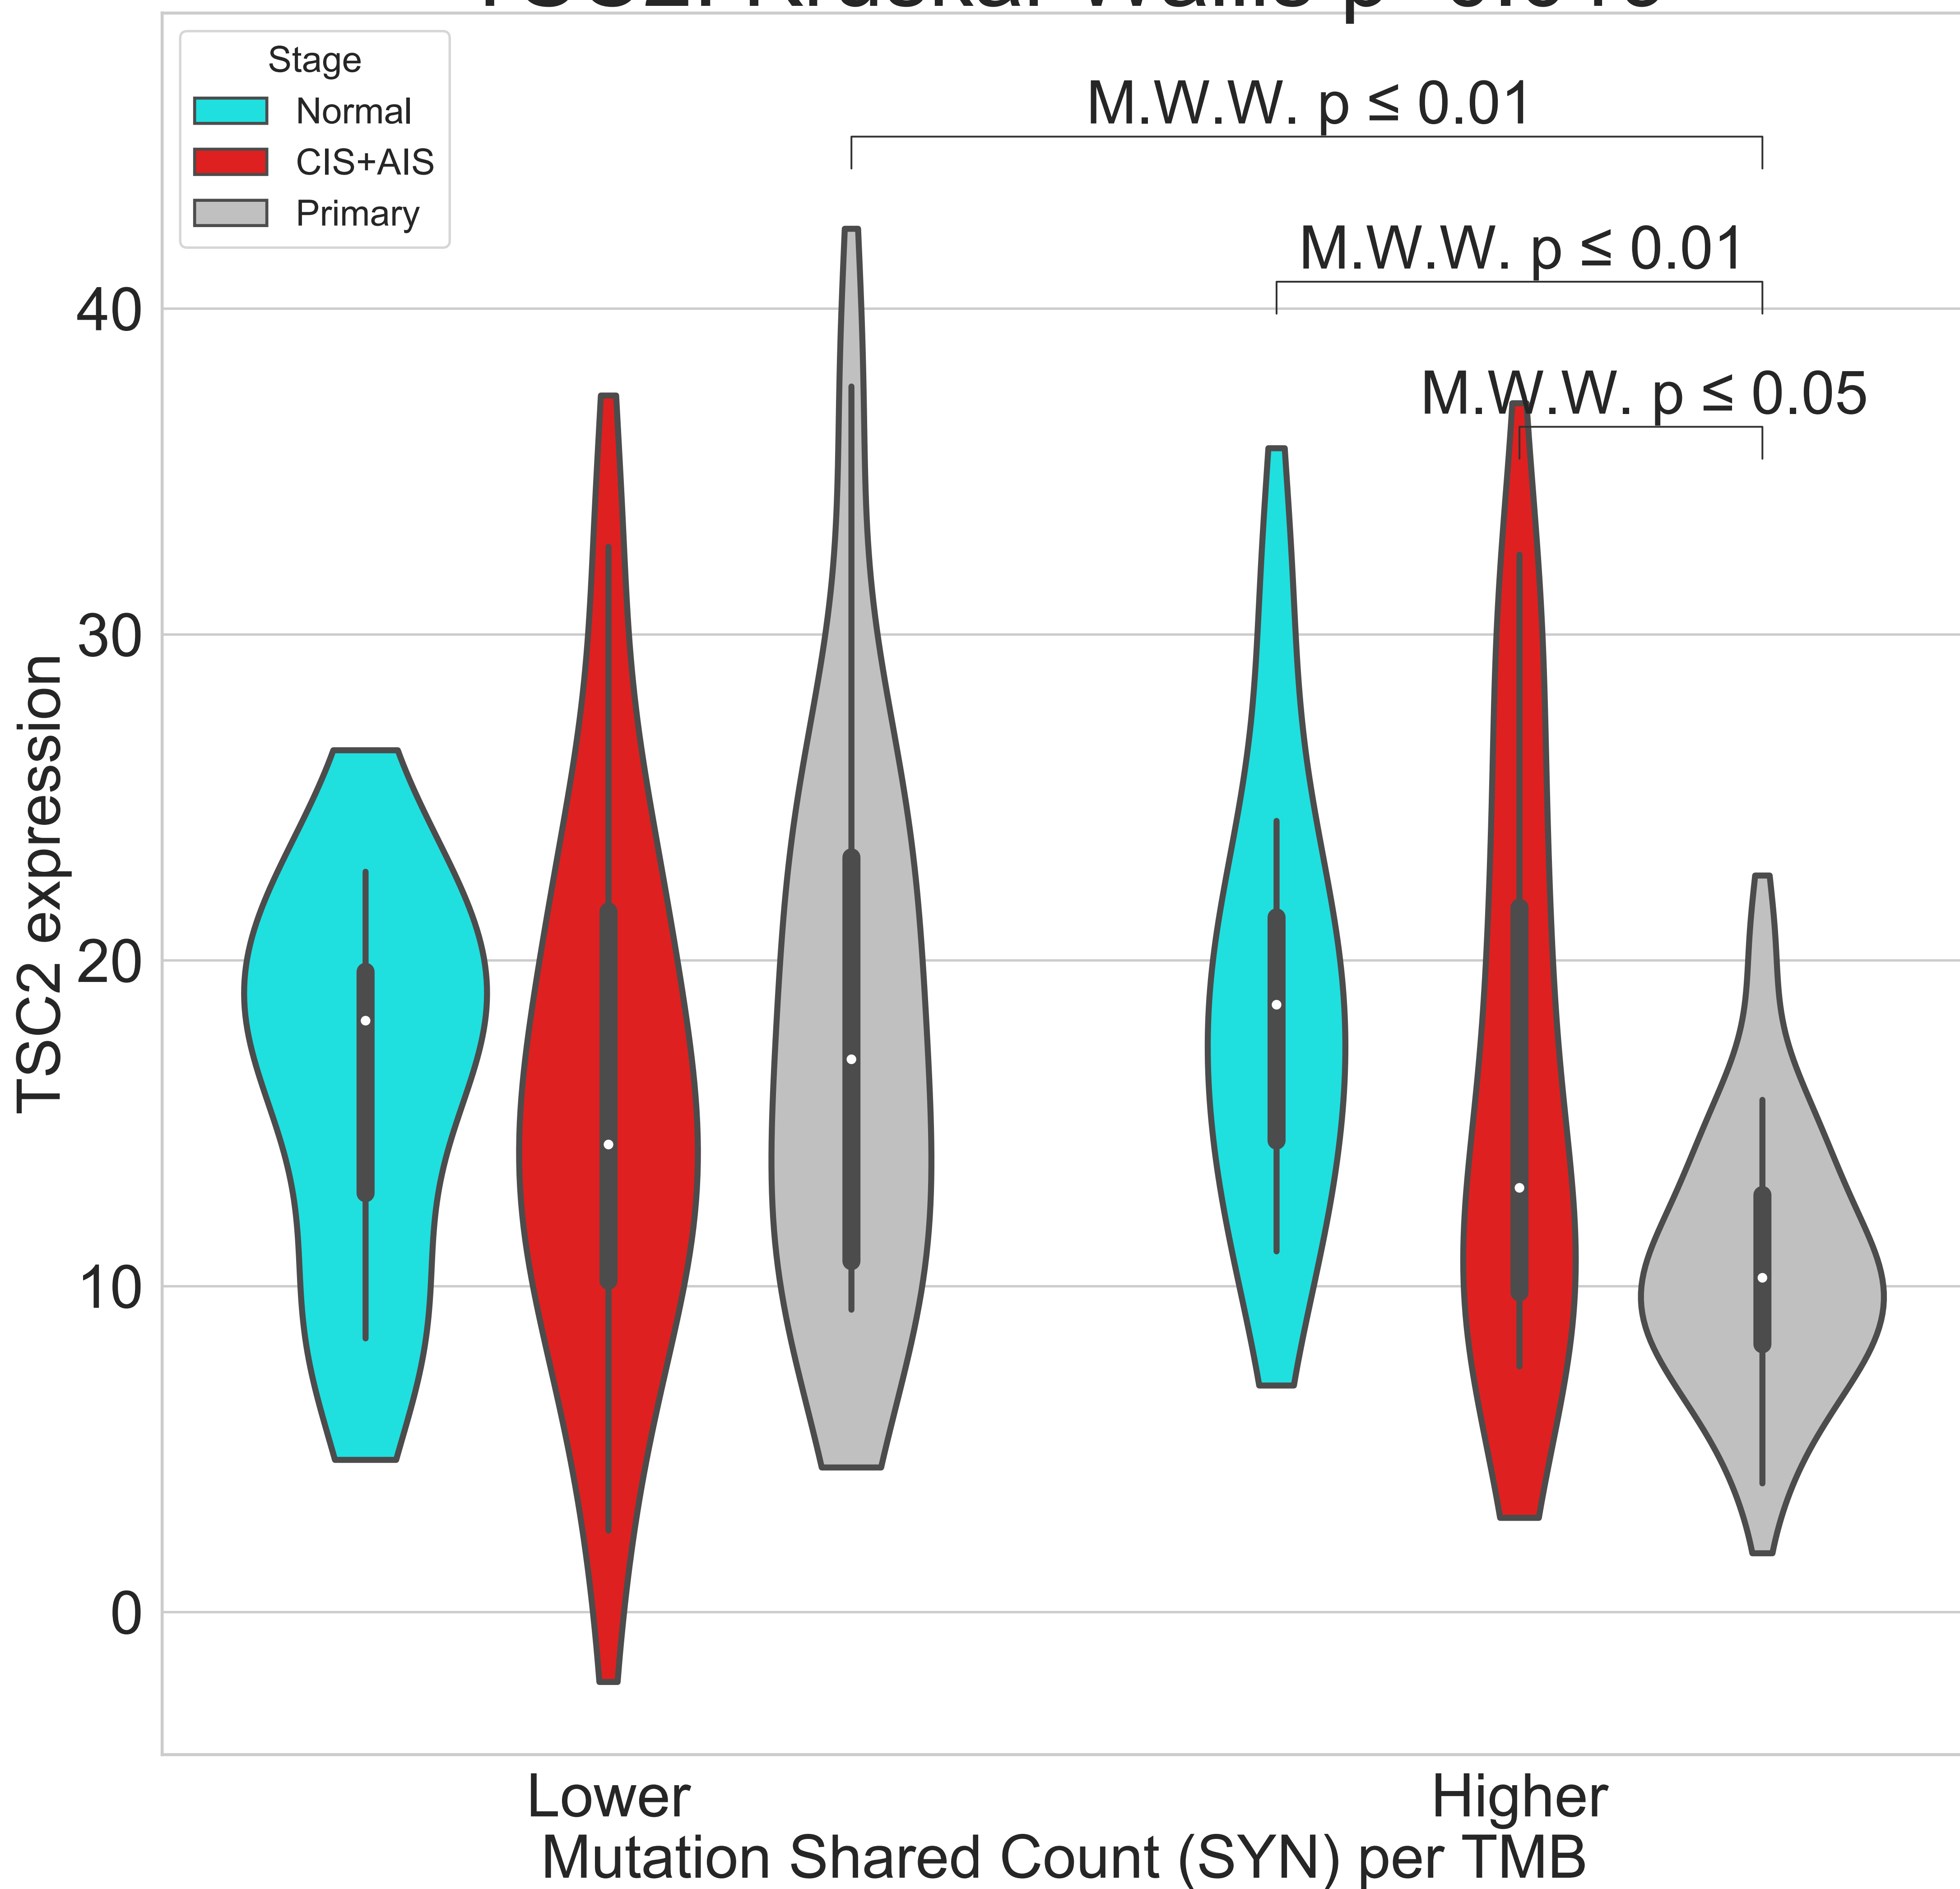 Stage
Normal
CIS+AIS
Primary
M.W.W. p ≤ 0.01
M.W.W. p ≤ 0.01
M.W.W. p ≤ 0.05
TSC2 expression
40
30
20
10
0
Lower
Higher
Mutation Shared Count (SYN) per TMB